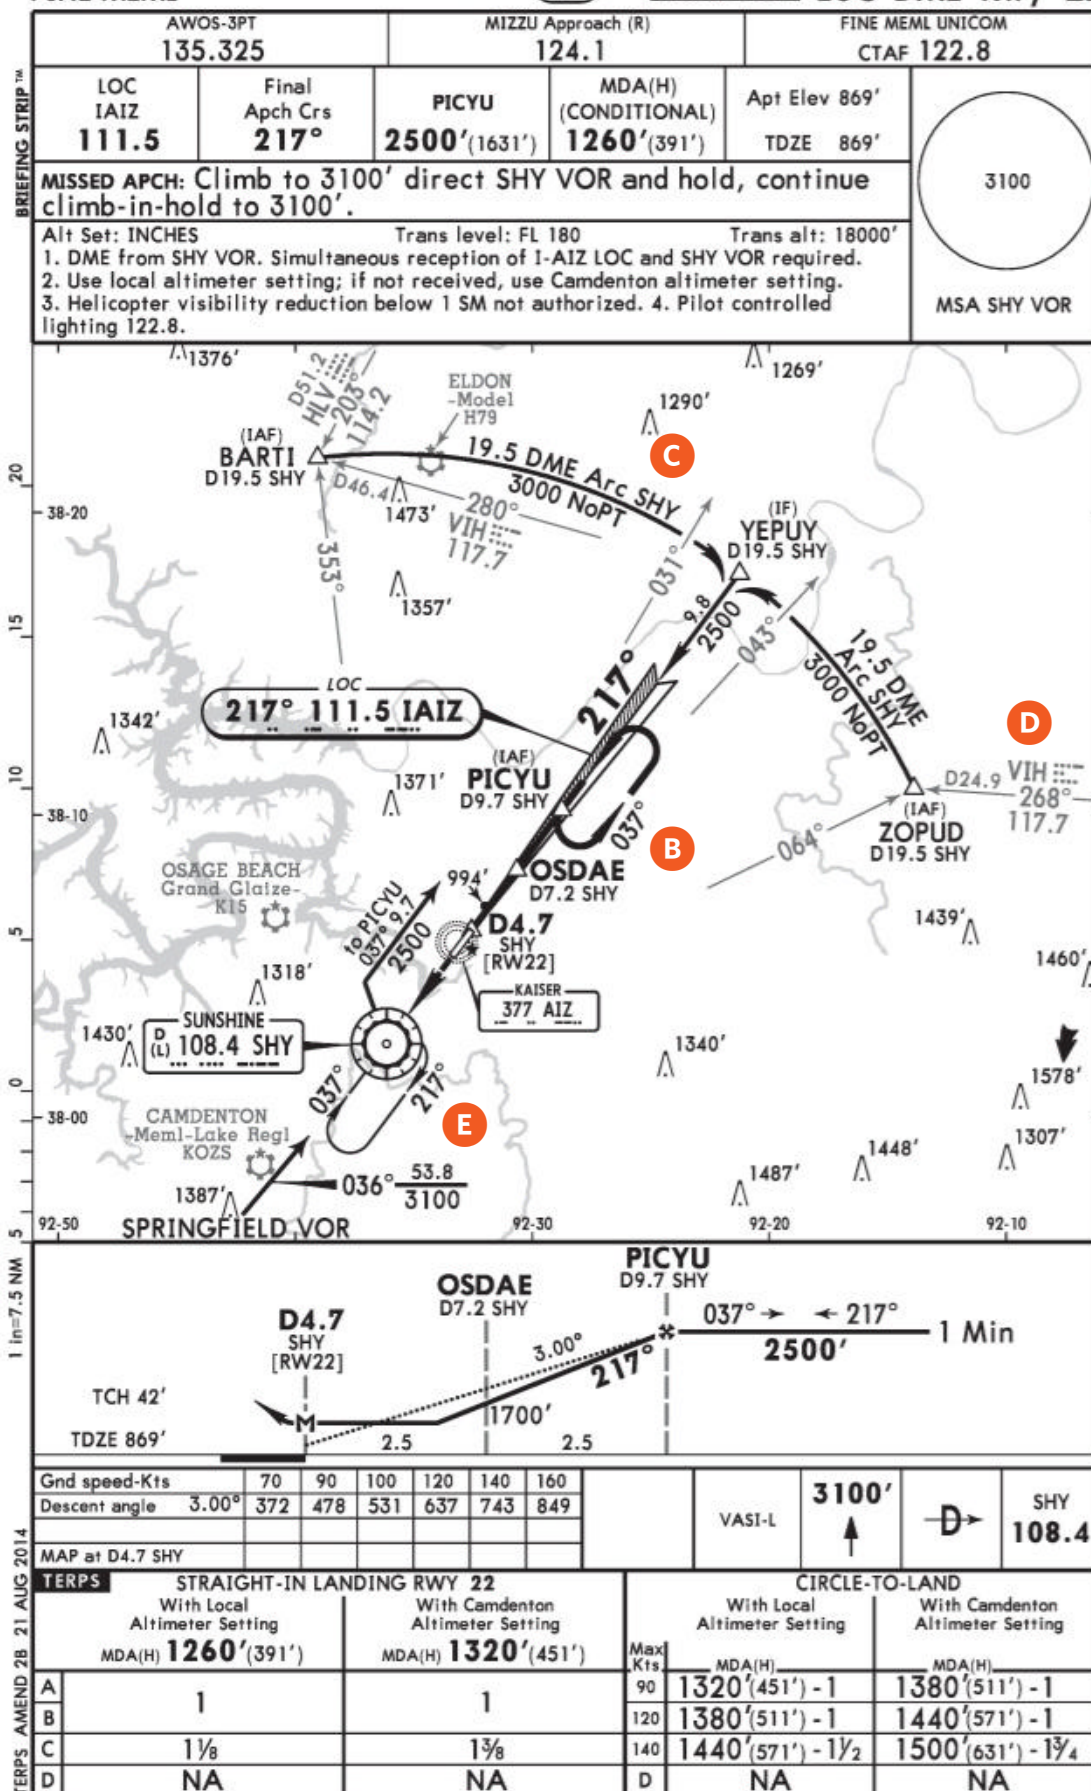 AWOS-3PT
135.325
MIZZU Approach (R)
124.1
FINE MEML UNICOM
CTAF 122.8
BRIEFING STRIP™
LOC
IAIZ
111.5
Final
Apch Crs
217°
PICYU
2500'(1631')
MDA(H)
(CONDITIONAL)
1260'(391')
Apt Elev 869'
TDZE 869'
MISSED APCH: Climb to 3100' direct SHY VOR and hold, continue
climb-in-hold to 3100'.
Alt Set: INCHES Trans level: FL 180 Trans alt: 18000'
1. DME from SHY VOR. Simultaneous reception of I-AIZ LOC and SHY VOR required.
2. Use local altimeter setting; if not received, use Camdenton altimeter setting.
3. Helicopter visibility reduction below 1 SM not authorized. 4. Pilot controlled
lighting 122.8.
3100
MSA SHY VOR
1376'
D51.2
HLV
203°
114.2
ELDON
-Model
H79
1269'
1290'
C
(IAF)
BARTI
D19.5 SHY
19.5 DME Arc SHY
3000 NoPT
D46.4
1473'
280°
VIH
117.7
(IF)
YEPUY
D19.5 SHY
20
38-20
353°
1357'
031°
9.8
2500
043°
15
19.5 DME
Arc SHY
3000 NoPT
217°
LOC
217° 111.5 IAIZ
1342'
D
(IAF)
PICYU
D9.7 SHY
1371'
D24.9
VIH
268°
117.7
10
38-10
037°
B
(IAF)
ZOPUD
D19.5 SHY
064°
OSAGE BEACH
Grand Glaize-
K15
994'
OSDAE
D7.2 SHY
to PICYU
037° 9.7
2500
D4.7
SHY
[RW22]
1439'
5
1318'
1460'
KAISER
377 AIZ
1430'
SUNSHINE
D
(L) 108.4 SHY
1340'
1578'
0
38-00
037°
217°
E
CAMDENTON
-Meml-Lake Regl
KOZS
1307'
1448'
1487'
1387'
036° 53.8
3100
5
92-50
SPRINGFIELD VOR
92-30
92-20
92-10
1 in=7.5 NM
PICYU
D9.7 SHY
OSDAE
D7.2 SHY
D4.7
SHY
[RW22]
037° 217°
2500'
1 Min
3.00°
217°
1700'
TCH 42'
M
TDZE 869'
2.5
2.5
Gnd speed-Kts 70 90 100 120 140 160
Descent angle 3.00° 372 478 531 637 743 849
MAP at D4.7 SHY
VASI-L
3100'
D
SHY
108.4
TERPS AMEND 2B 21 AUG 2014
TERPS
STRAIGHT-IN LANDING RWY 22
CIRCLE-TO-LAND
With Local
Altimeter Setting
MDA(H) 1260'(391')
With Camdenton
Altimeter Setting
MDA(H) 1320'(451')
Max
Kts
With Local
Altimeter Setting
MDA(H)
With Camdenton
Altimeter Setting
MDA(H)
A
B
1
1
90 1320'(451') - 1 1380'(511') - 1
120 1380'(511') - 1 1440'(571') - 1
C 1⅛ 1⅜ 140 1440'(571') - 1½ 1500'(631') - 1¾
D NA NA D NA NA